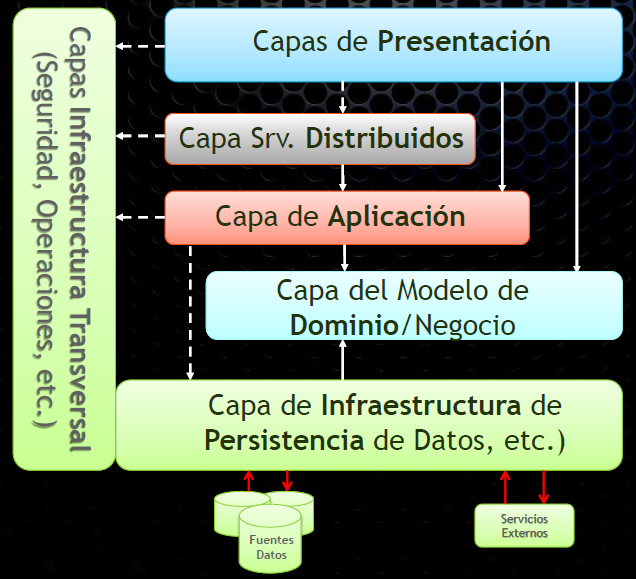 Capas de Presentación
Capas Infraestructura Transversal
(Seguridad, Operaciones, etc.)
Capa Srv. Distribuidos
Capa de Aplicación
Capa del Modelo de
Dominio/Negocio
Capa de Infraestructura de
Persistencia de Datos, etc.)
Fuentes
Datos
Servicios
Externos